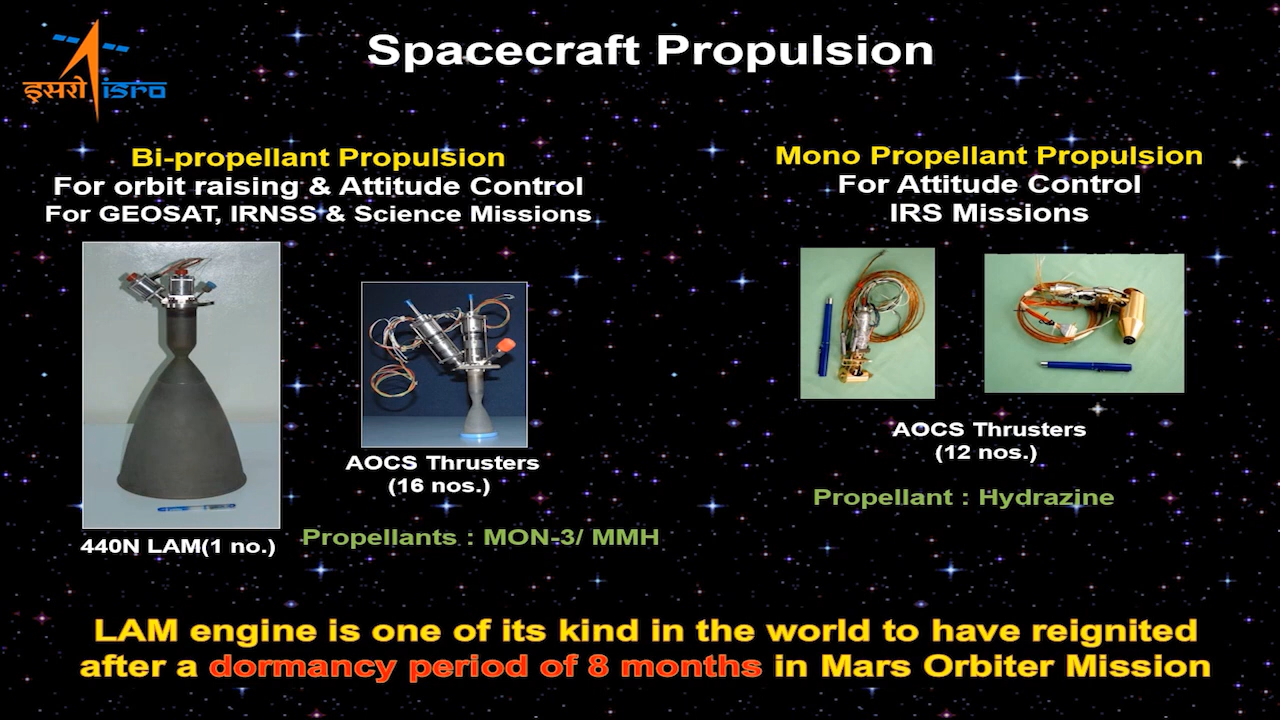 इसरो isro
Spacecraft Propulsion
Bi-propellant Propulsion
For orbit raising & Attitude Control
For GEOSAT, IRNSS & Science Missions
440N LAM(1 no.)
AOCS Thrusters
(16 nos.)
Propellants : MON-3/ MMH
Mono Propellant Propulsion
For Attitude Control
IRS Missions
AOCS Thrusters
(12 nos.)
Propellant : Hydrazine
LAM engine is one of its kind in the world to have reignited
after a dormancy period of 8 months in Mars Orbiter Mission